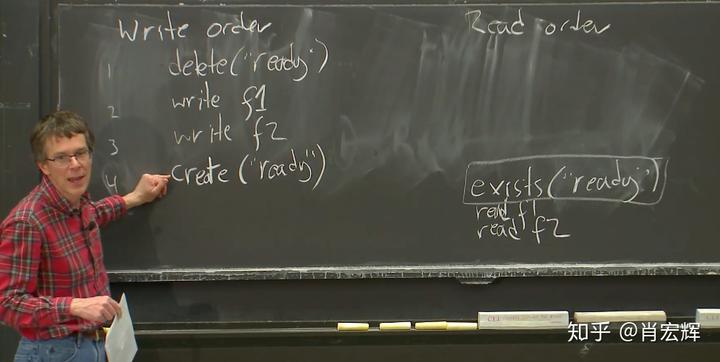 Write order
1 delete("ready")
2 write f1
3 write f2
4 create ("ready")
Read order
exists("ready")
read f1
read f2
知乎 @肖宏辉